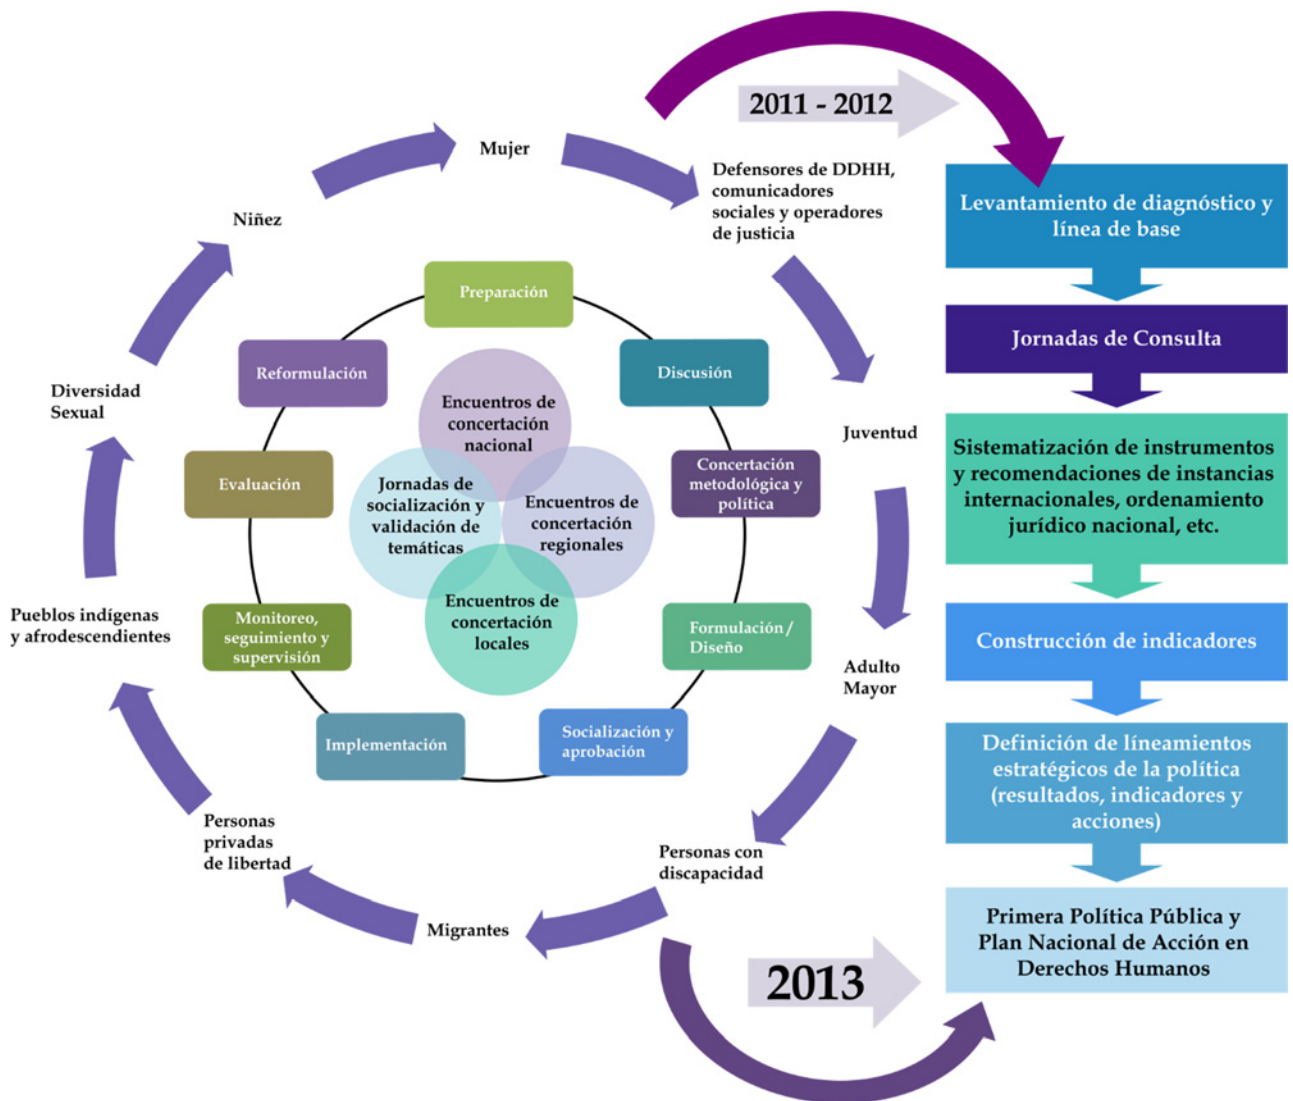 2011 - 2012
Mujer
Defensores de DDHH,
comunicadores
sociales y operadores
de justicia
Juventud
Adulto
Mayor
Personas con
discapacidad
Migrantes
Personas
privadas
de libertad
Pueblos indígenas
y afrodescendientes
Diversidad
Sexual
Niñez
Preparación
Discusión
Concertación
metodológica y
política
Formulación /
Diseño
Socialización y
aprobación
Implementación
Monitoreo,
seguimiento y
supervisión
Evaluación
Reformulación
Encuentros de
concertación
nacional
Jornadas de
socialización y
validación de
temáticas
Encuentros de
concertación
regionales
Encuentros de
concertación
locales
Levantamiento de diagnóstico y
línea de base
Jornadas de Consulta
Sistematización de instrumentos
y recomendaciones de instancias
internacionales, ordenamiento
jurídico nacional, etc.
Construcción de indicadores
Definición de líneamientos
estratégicos de la política
(resultados, indicadores y
acciones)
Primera Política Pública y
Plan Nacional de Acción en
Derechos Humanos
2013